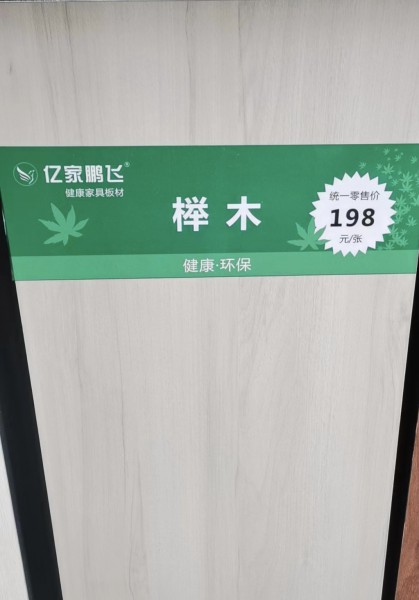 亿家鹏飞®
健康家具板材
榉木
统一零售价
198
元/张
健康·环保